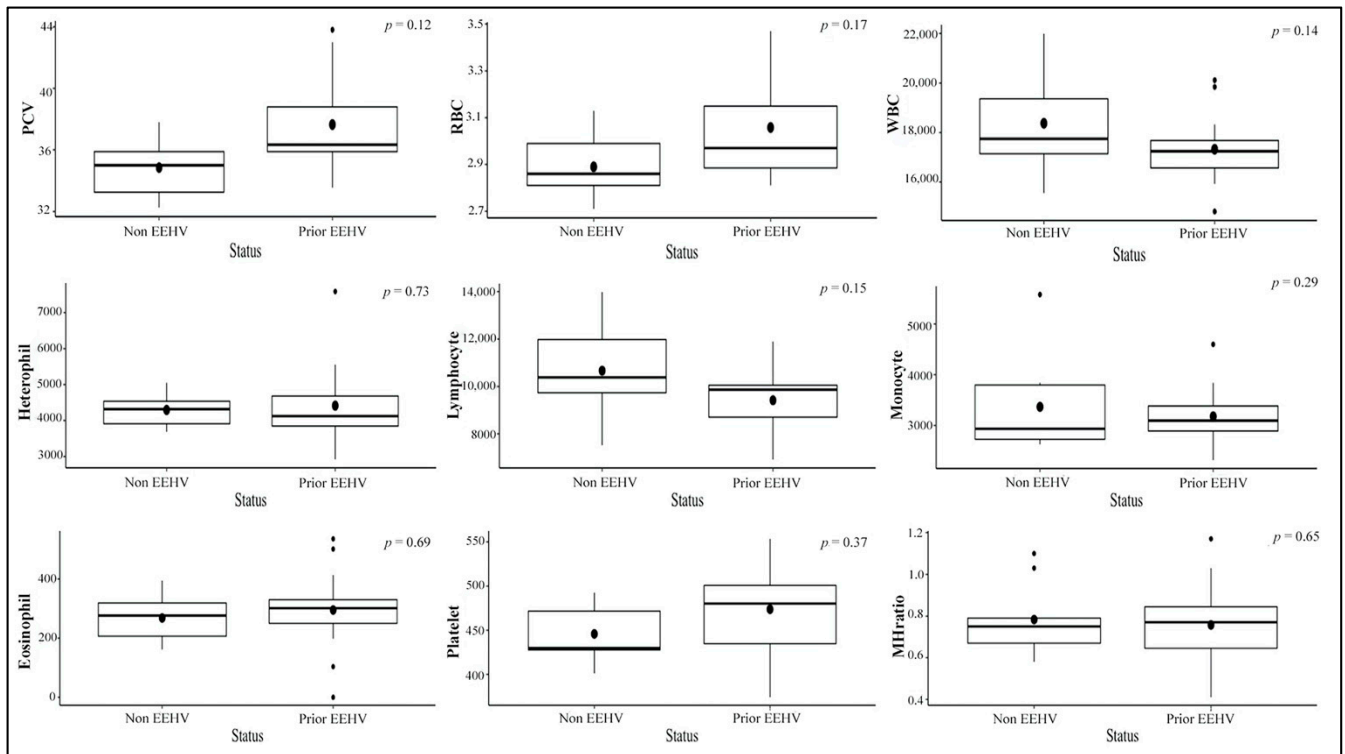 44
40
36
32
PCV
p = 0.12
Non EEHV
Prior EEHV
Status
3.5
3.3
3.1
2.9
2.7
RBC
p = 0.17
Non EEHV
Prior EEHV
Status
22,000
20,000
18,000
16,000
WBC
p = 0.14
Non EEHV
Prior EEHV
Status
7000
6000
5000
4000
3000
Heterophil
p = 0.73
Non EEHV
Prior EEHV
Status
14,000
12,000
10,000
8000
Lymphocyte
p = 0.15
Non EEHV
Prior EEHV
Status
5000
4000
3000
Monocyte
p = 0.29
Non EEHV
Prior EEHV
Status
400
200
0
Eosinophil
p = 0.69
Non EEHV
Prior EEHV
Status
550
500
450
400
Platelet
p = 0.37
Non EEHV
Prior EEHV
Status
1.2
1.0
0.8
0.6
0.4
MHratio
p = 0.65
Non EEHV
Prior EEHV
Status